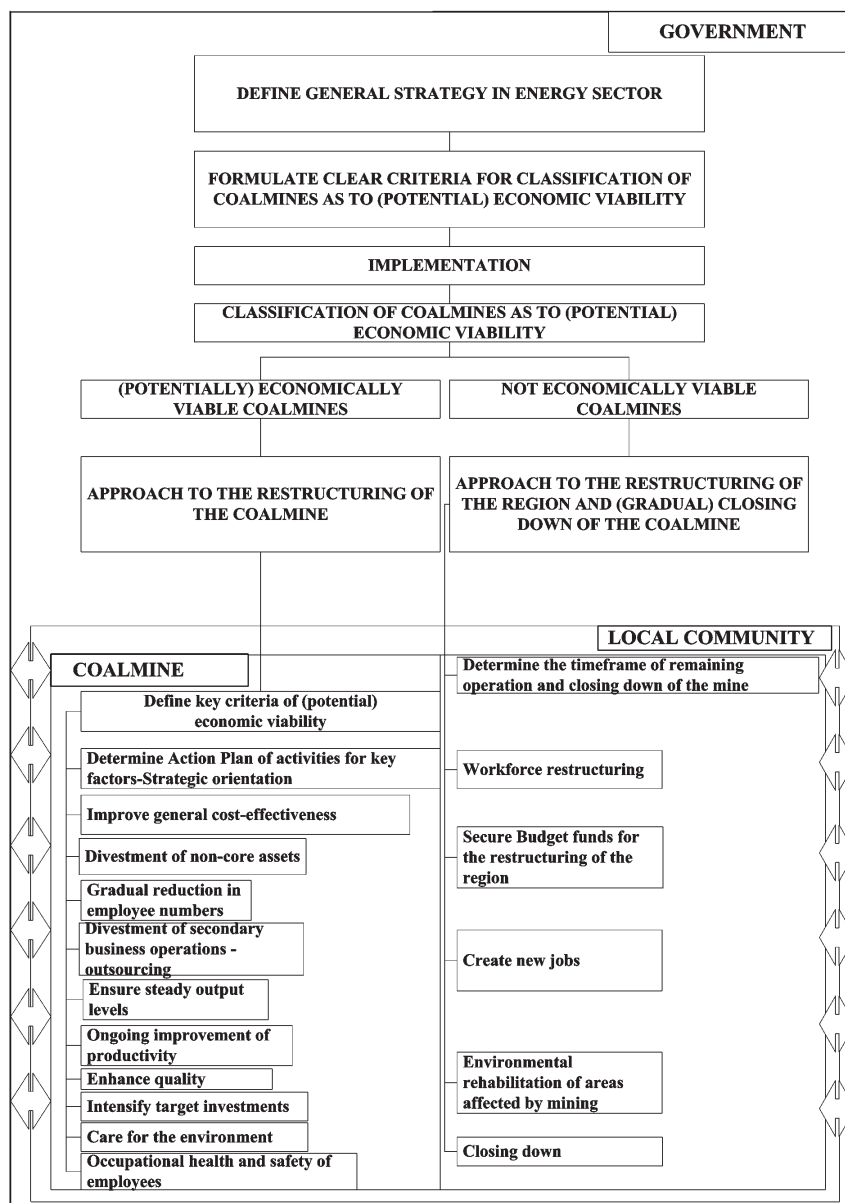 GOVERNMENT
DEFINE GENERAL STRATEGY IN ENERGY SECTOR
FORMULATE CLEAR CRITERIA FOR CLASSIFICATION OF
COALMINES AS TO (POTENTIAL) ECONOMIC VIABILITY
IMPLEMENTATION
CLASSIFICATION OF COALMINES AS TO (POTENTIAL)
ECONOMIC VIABILITY
(POTENTIALLY) ECONOMICALLY
VIABLE COALMINES
NOT ECONOMICALLY VIABLE
COALMINES
APPROACH TO THE RESTRUCTURING OF
THE COALMINE
APPROACH TO THE RESTRUCTURING OF
THE REGION AND (GRADUAL) CLOSING
DOWN OF THE COALMINE
LOCAL COMMUNITY
COALMINE
Define key criteria of (potential)
economic viability
Determine Action Plan of activities for key
factors-Strategic orientation
Improve general cost-effectiveness
Divestment of non-core assets
Gradual reduction in
employee numbers
Divestment of secondary
business operations -
outsourcing
Ensure steady output
levels
Ongoing improvement of
productivity
Enhance quality
Intensify target investments
Care for the environment
Occupational health and safety of
employees
Determine the timeframe of remaining
operation and closing down of the mine
Workforce restructuring
Secure Budget funds for
the restructuring of the
region
Create new jobs
Environmental
rehabilitation of areas
affected by mining
Closing down